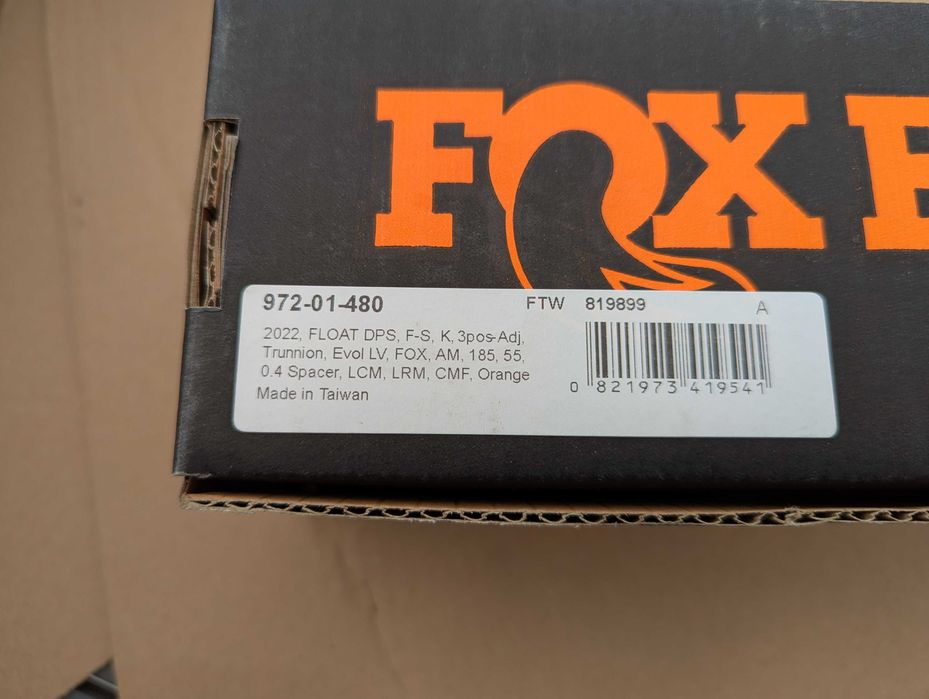 FOX F
972-01-480 FTW 819899 A
2022, FLOAT DPS, F-S, K, 3pos-Adj,
Trunnion, Evol LV, FOX, AM, 185, 55,
0.4 Spacer, LCM, LRM, CMF, Orange
Made in Taiwan
0 821973 419541